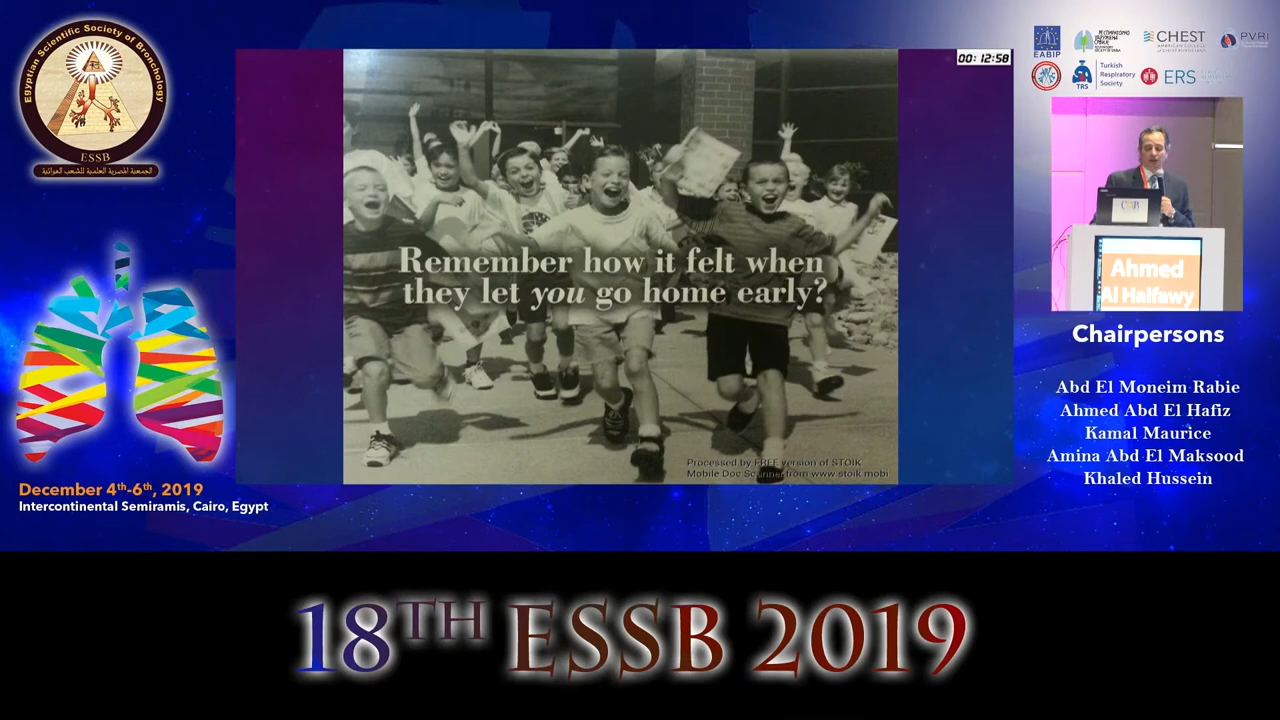 Egyptian Scientific Society of Bronchology
ESSB
الجمعية المصرية العلمية للشعب الهوائية
December 4th-6th, 2019
Intercontinental Semiramis, Cairo, Egypt
00:12:58
Remember how it felt when
they let you go home early?
Processed by FREE version of STOIK
Mobile Doc Scanner from www.stoik.mobi
EABIP
CHEST
AMERICAN COLLEGE
PVRI
TRS
Turkish
Respiratory
Society
ERS
Ahmed
Al Halfawy
Chairpersons
Abd El Moneim Rabie
Ahmed Abd El Hafiz
Kamal Maurice
Amina Abd El Maksood
Khaled Hussein
18TH ESSB 2019